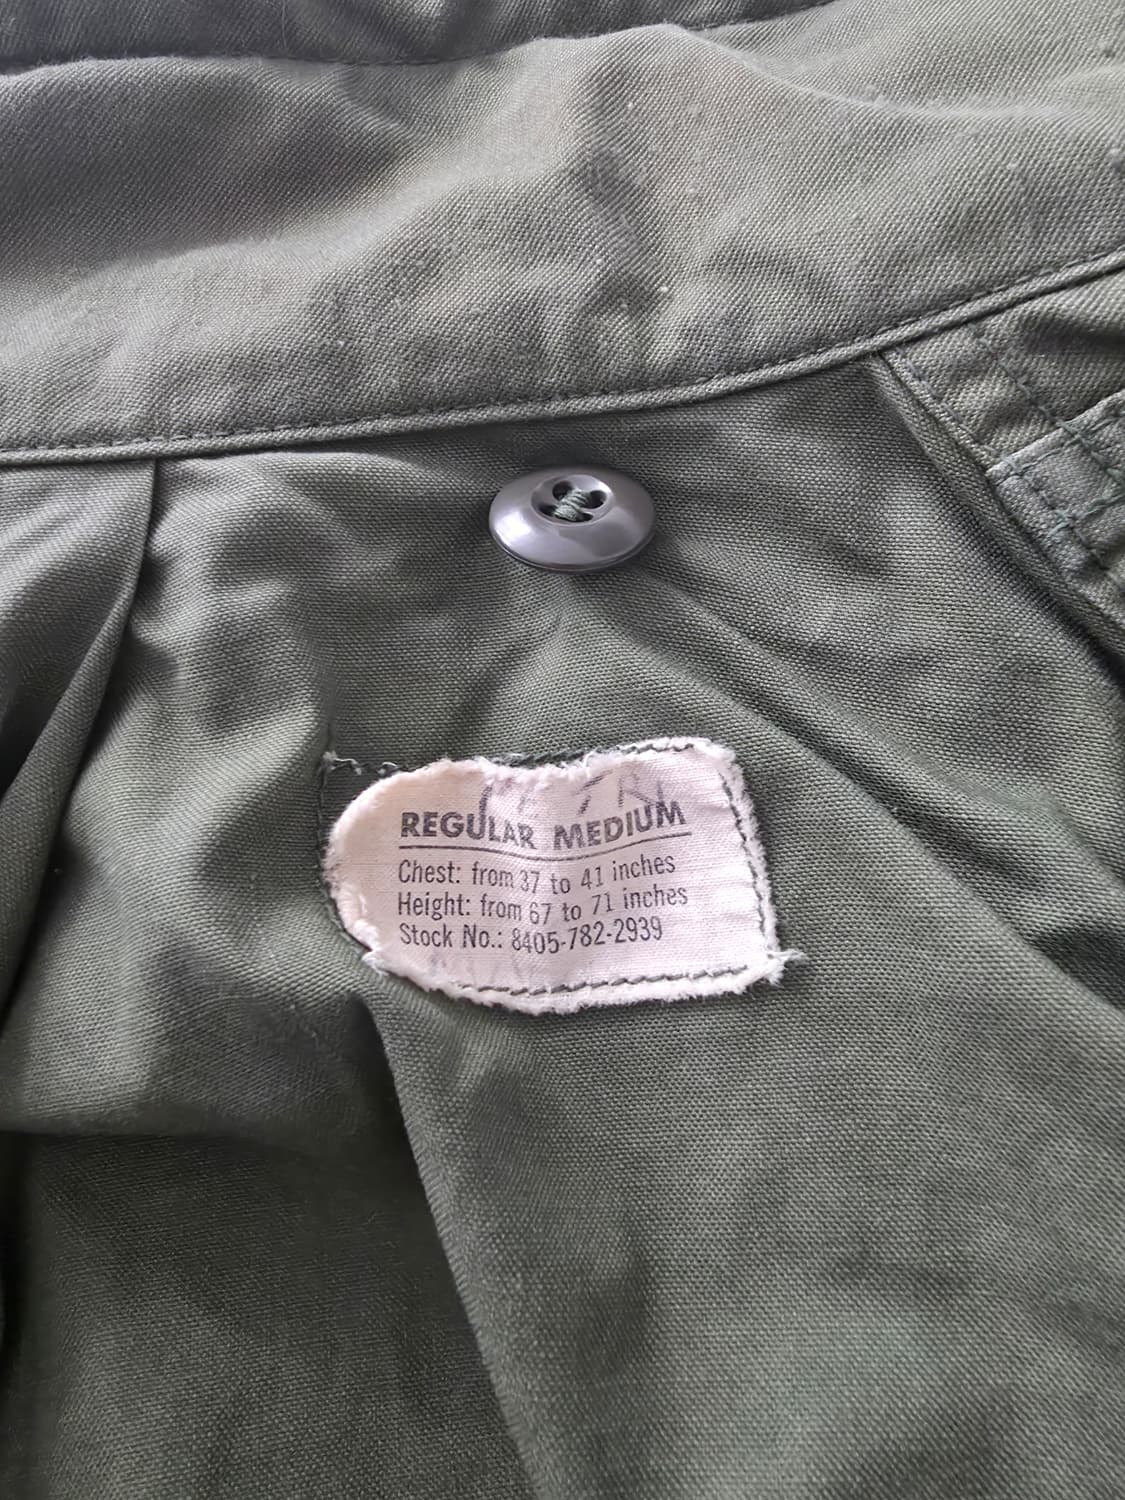 REGULAR MEDIUM
Chest: from 37 to 41 inches
Height: from 67 to 71 inches
Stock No.: 8405-782-2939